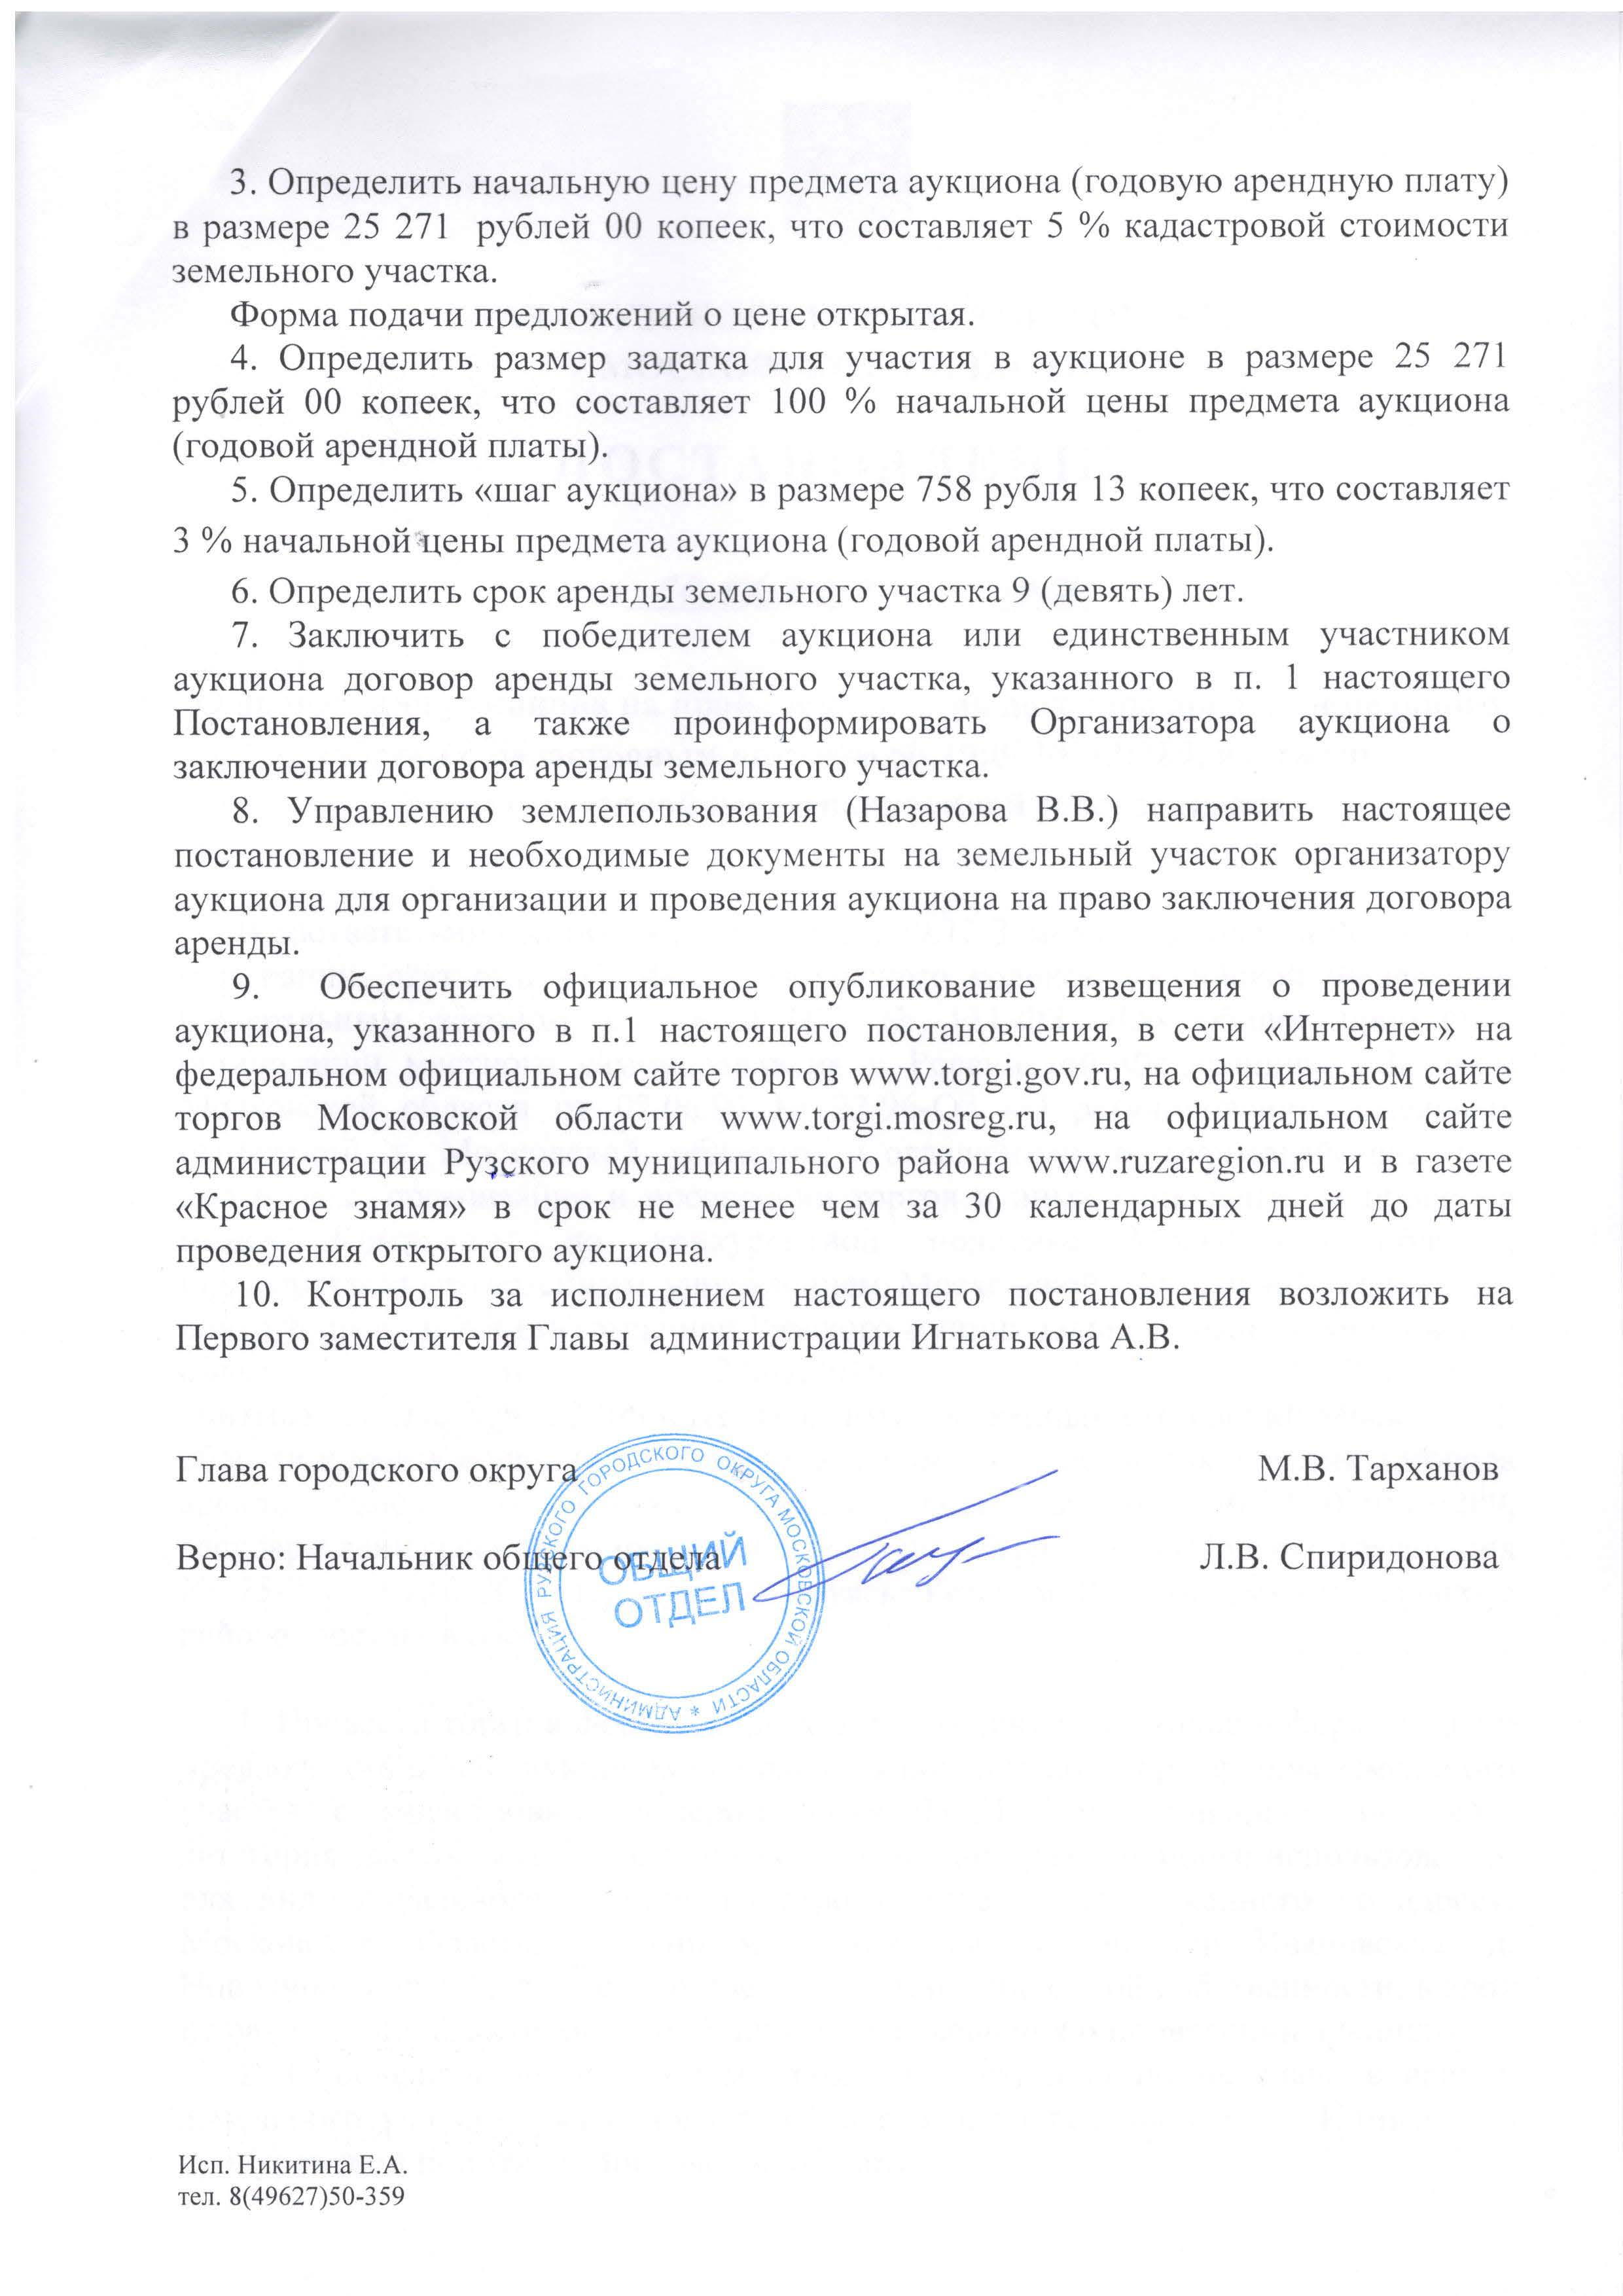 3. Определить начальную цену предмета аукциона (годовую арендную плату)
в размере 25 271 рублей 00 копеек, что составляет 5 % кадастровой стоимости
земельного участка.
Форма подачи предложений о цене открытая.
4. Определить размер задатка для участия в аукционе в размере 25 271
рублей 00 копеек, что составляет 100 % начальной цены предмета аукциона
(годовой арендной платы).
5. Определить «шаг аукциона» в размере 758 рубля 13 копеек, что составляет
3 % начальной цены предмета аукциона (годовой арендной платы).
6. Определить срок аренды земельного участка 9 (девять) лет.
7. Заключить с победителем аукциона или единственным участником
аукциона договор аренды земельного участка, указанного в п. 1 настоящего
Постановления, а также проинформировать Организатора аукциона о
заключении договора аренды земельного участка.
8. Управлению землепользования (Назарова В.В.) направить настоящее
постановление и необходимые документы на земельный участок организатору
аукциона для организации и проведения аукциона на право заключения договора
аренды.
9. Обеспечить официальное опубликование извещения о проведении
аукциона, указанного в п.1 настоящего постановления, в сети «Интернет» на
федеральном официальном сайте торгов www.torgi.gov.ru, на официальном сайте
торгов Московской области www.torgi.mosreg.ru, на официальном сайте
администрации Рузского муниципального района www.ruzaregion.ru и в газете
«Красное знамя» в срок не менее чем за 30 календарных дней до даты
проведения открытого аукциона.
10. Контроль за исполнением настоящего постановления возложить на
Первого заместителя Главы администрации Игнатькова А.В.
Глава городского округа М.В. Тарханов
Верно: Начальник общего отдела Л.В. Спиридонова
АДМИНИСТРАЦИЯ РУЗСКОГО ГОРОДСКОГО ОКРУГА МОСКОВСКОЙ ОБЛАСТИ *
ОБЩИЙ
ОТДЕЛ
Исп. Никитина Е.А.
тел. 8(49627)50-359